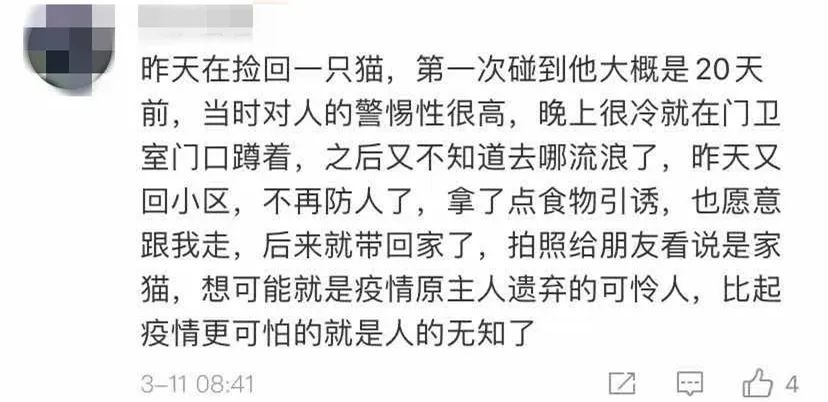 昨天在捡回一只猫，第一次碰到他大概是20天
前，当时对人的警惕性很高，晚上很冷就在门卫
室门口蹲着，之后又不知道去哪流浪了，昨天又
回小区，不再防人了，拿了点食物引诱，也愿意
跟我走，后来就带回家了，拍照给朋友看说是家
猫，想可能就是疫情原主人遗弃的可怜人，比起
疫情更可怕的就是人的无知了
3-11 08:41
4